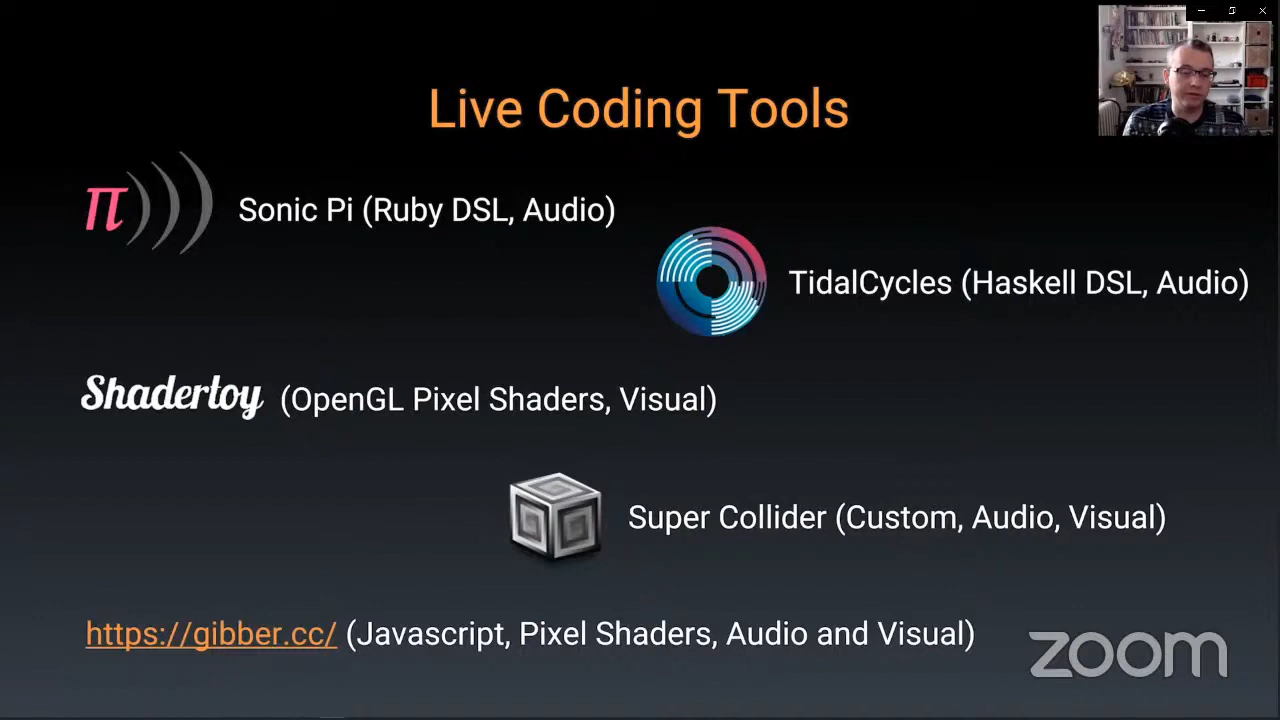 Live Coding Tools
π
Sonic Pi (Ruby DSL, Audio)
TidalCycles (Haskell DSL, Audio)
Shadertoy (OpenGL Pixel Shaders, Visual)
Super Collider (Custom, Audio, Visual)
https://gibber.cc/ (Javascript, Pixel Shaders, Audio and Visual)
zoom